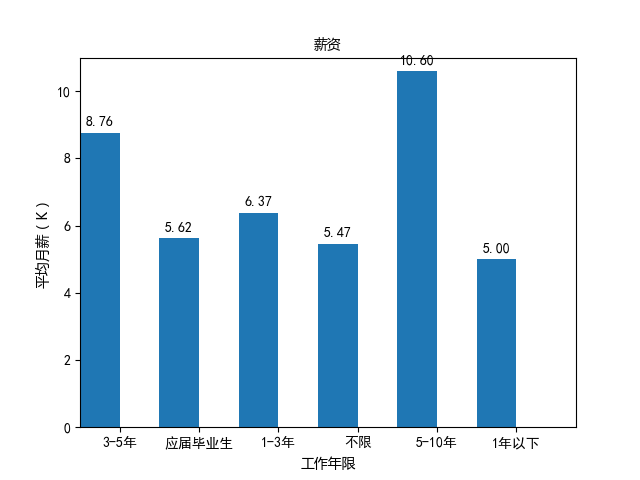 薪资
平均月薪（K）
10
8
6
4
2
0
8.76
5.62
6.37
5.47
10.60
5.00
3-5年
应届毕业生
1-3年
不限
5-10年
1年以下
工作年限